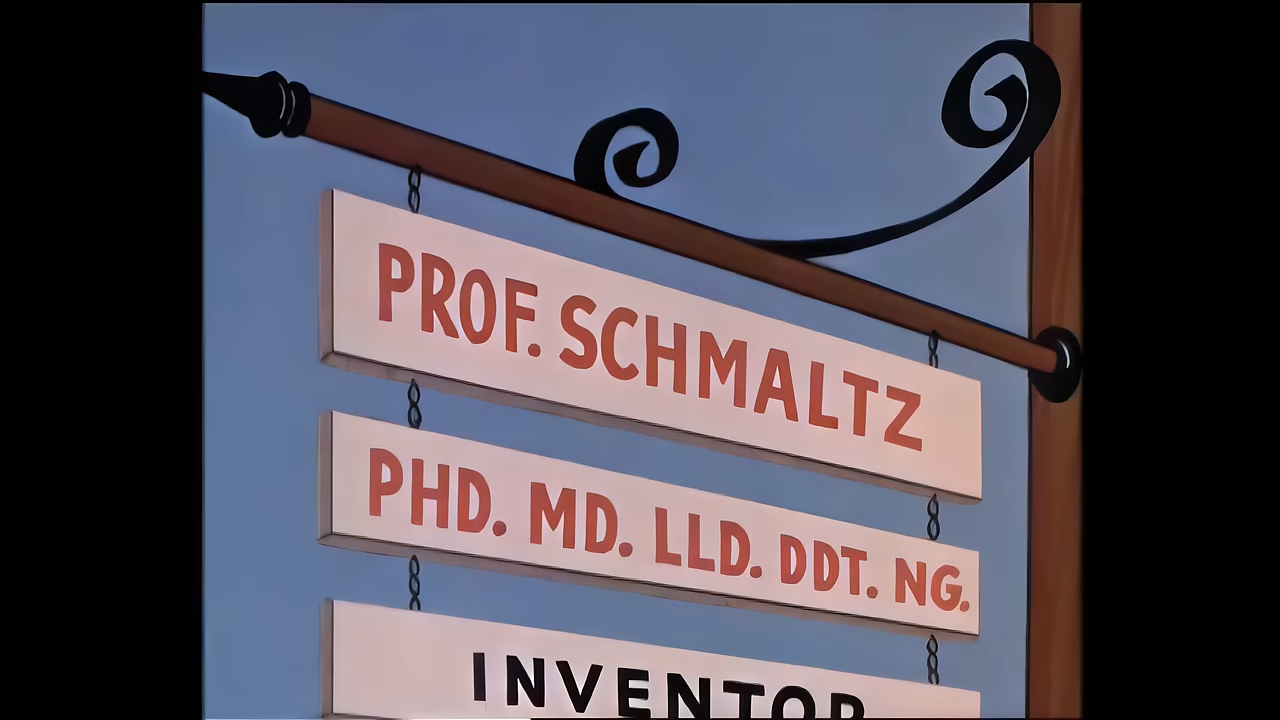 PROF. SCHMALTZ
PHD. MD. LLD. DDT. NG.
INVENTOR